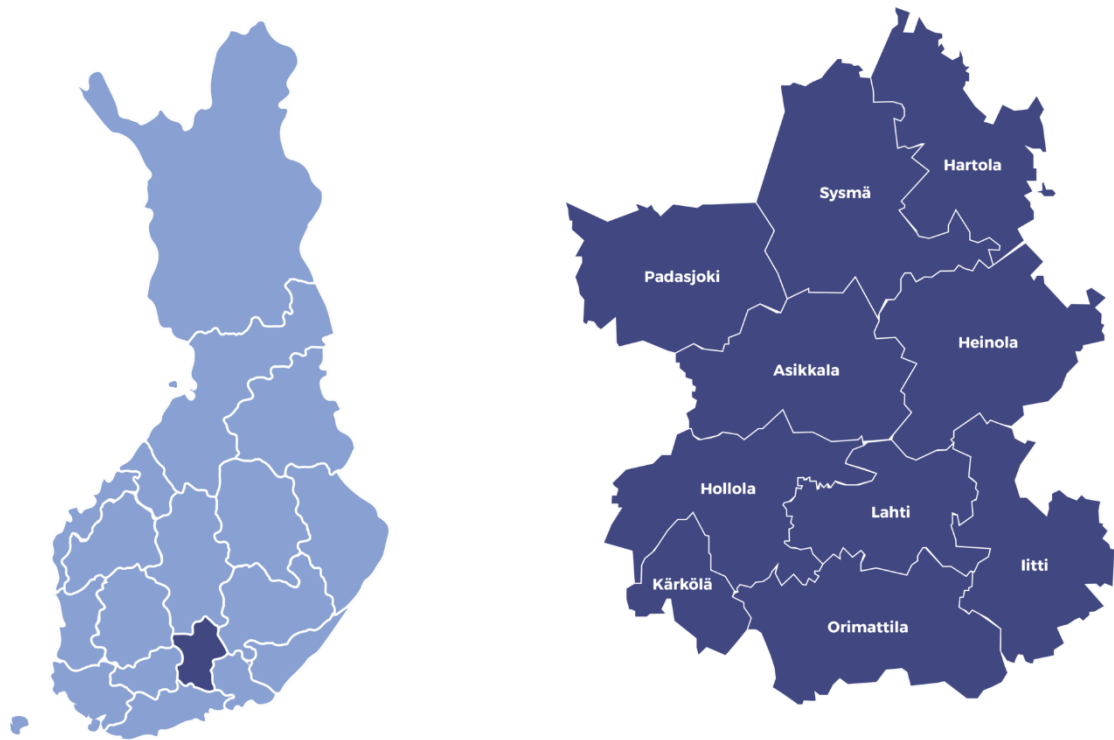 Hartola
Sysmä
Padasjoki
Heinola
Asikkala
Hollola
Lahti
Iitti
Kärkölä
Orimattila